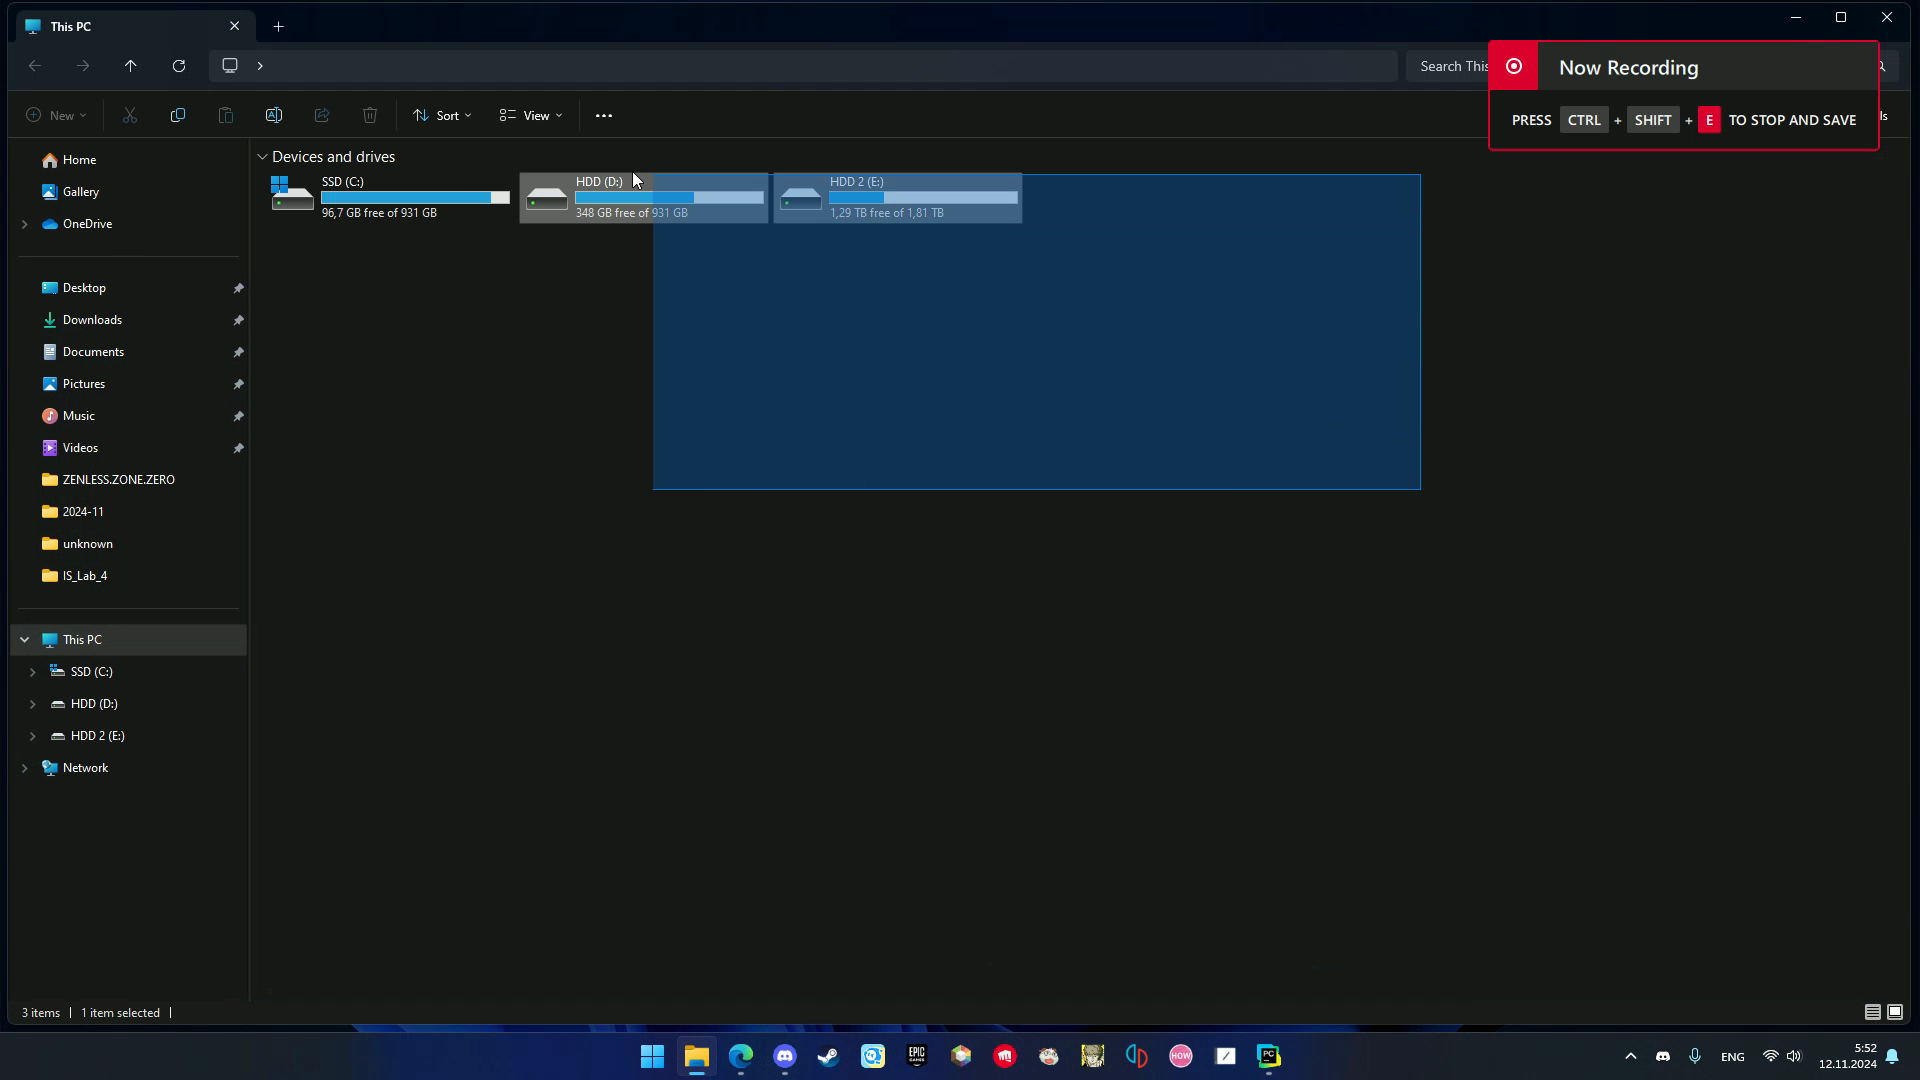 This PC
Search This
Now Recording
PRESS CTRL + SHIFT + E TO STOP AND SAVE
ls
New
Sort
View
Home
Gallery
OneDrive
Desktop
Downloads
Documents
Pictures
Music
Videos
ZENLESS.ZONE.ZERO
2024-11
unknown
IS_Lab_4
This PC
SSD (C:)
HDD (D:)
HDD 2 (E:)
Network
Devices and drives
SSD (C:)
96,7 GB free of 931 GB
HDD (D:)
348 GB free of 931 GB
HDD 2 (E:)
1,29 TB free of 1,81 TB
3 items
1 item selected
EPIC GAMES
HOW
PC
ENG
5:52
12.11.2024